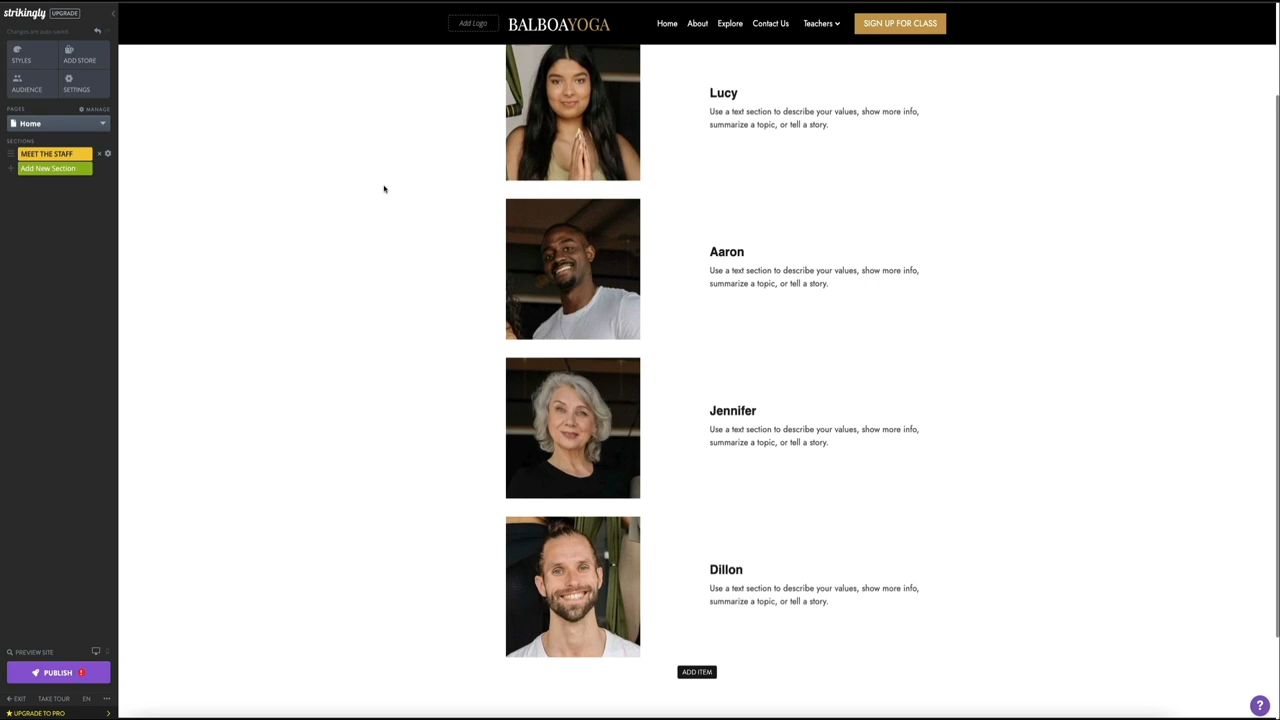 strikingly UPGRADE
Changes are auto saved
STYLES
ADD STORE
AUDIENCE
SETTINGS
PAGES
MANAGE
Home
SECTIONS
MEET THE STAFF
Add New Section
PREVIEW SITE
PUBLISH !
EXIT
TAKE TOUR
EN
UPGRADE TO PRO
Add Logo
BALBOAYOGA
Home
About
Explore
Contact Us
Teachers
SIGN UP FOR CLASS
Lucy
Use a text section to describe your values, show more info,
summarize a topic, or tell a story.
Aaron
Use a text section to describe your values, show more info,
summarize a topic, or tell a story.
Jennifer
Use a text section to describe your values, show more info,
summarize a topic, or tell a story.
Dillon
Use a text section to describe your values, show more info,
summarize a topic, or tell a story.
ADD ITEM
?